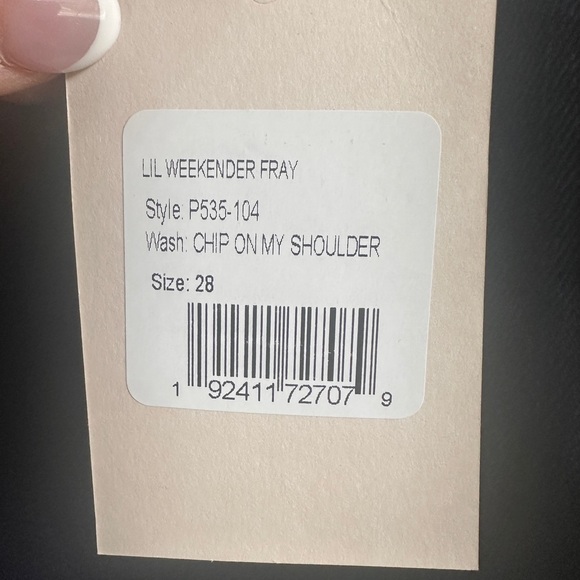 LIL WEEKENDER FRAY
Style: P535-104
Wash: CHIP ON MY SHOULDER
Size: 28
1 92411 72707 9